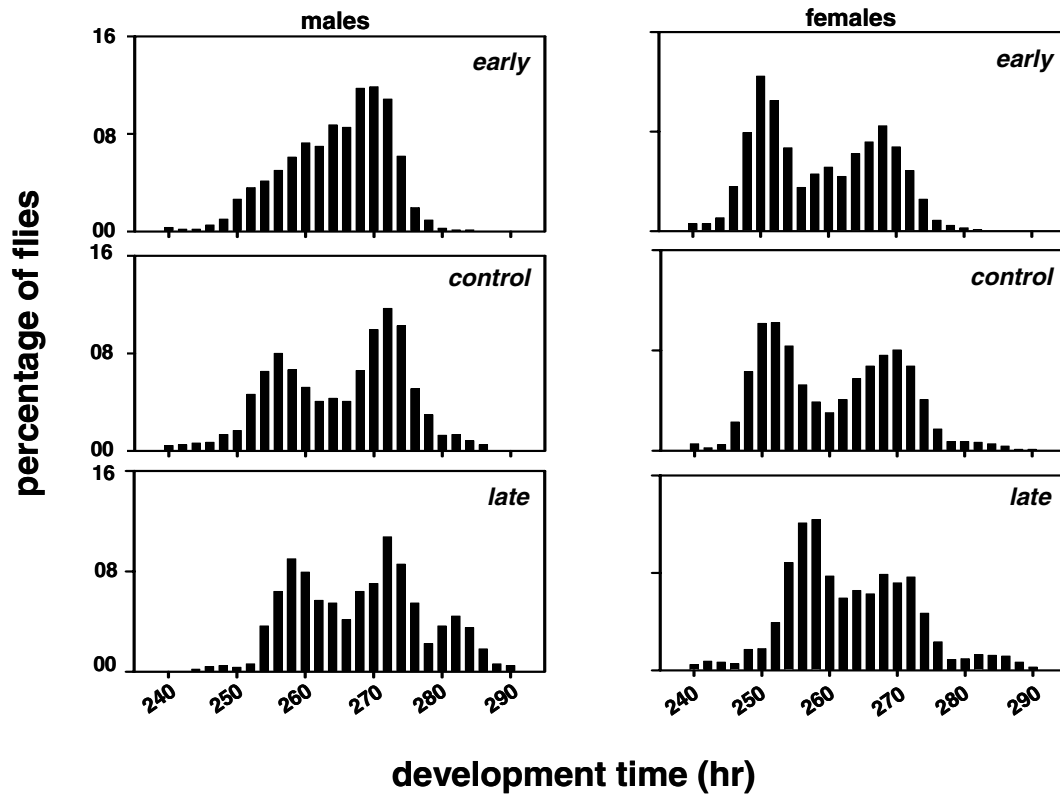 males
females
16
early
early
08
00
16
control
control
08
00
16
late
late
08
00
240 250 260 270 280 290
240 250 260 270 280 290
percentage of flies
development time (hr)